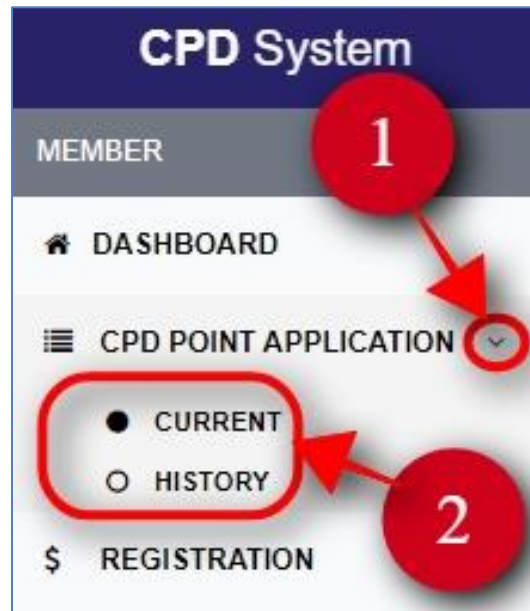 CPD System
1
MEMBER
DASHBOARD
CPD POINT APPLICATION
CURRENT
HISTORY
2
$ REGISTRATION